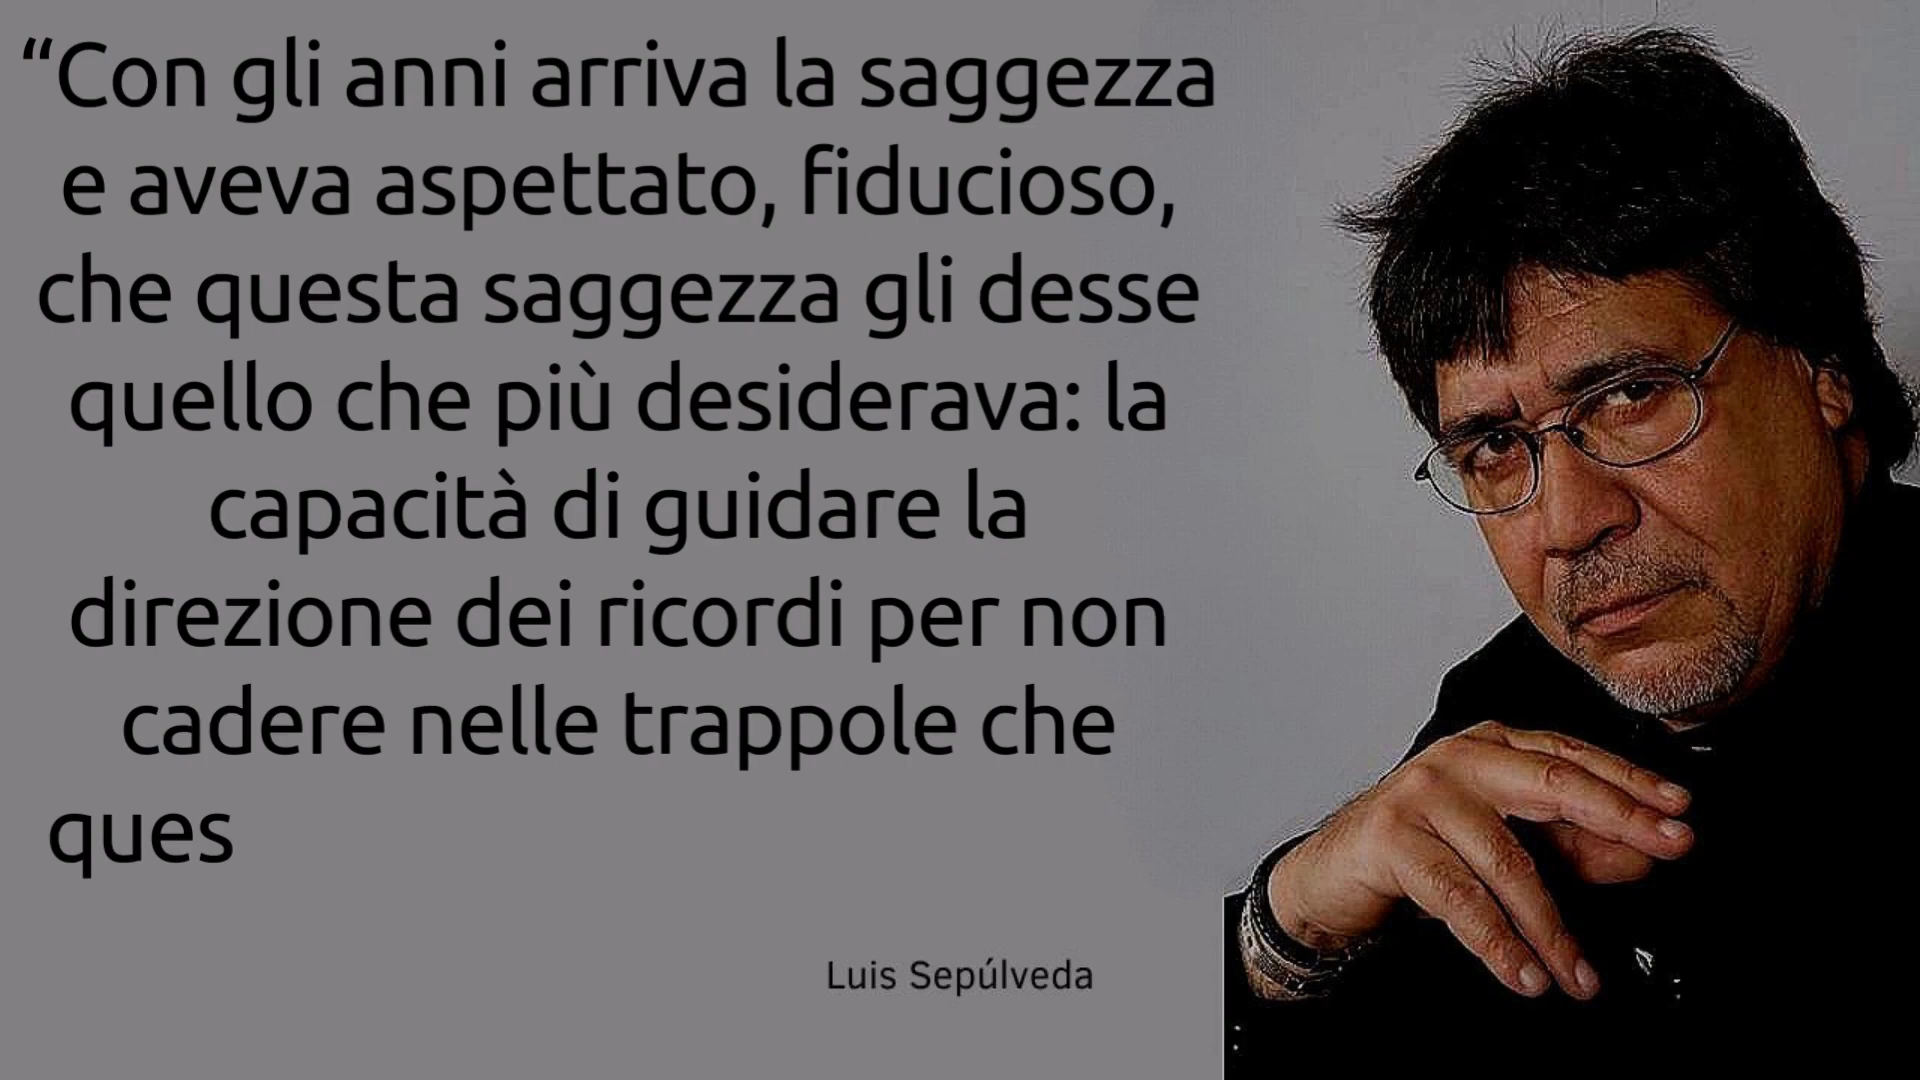 “Con gli anni arriva la saggezza
e aveva aspettato, fiducioso,
che questa saggezza gli desse
quello che più desiderava: la
capacità di guidare la
direzione dei ricordi per non
cadere nelle trappole che
ques
Luis Sepúlveda